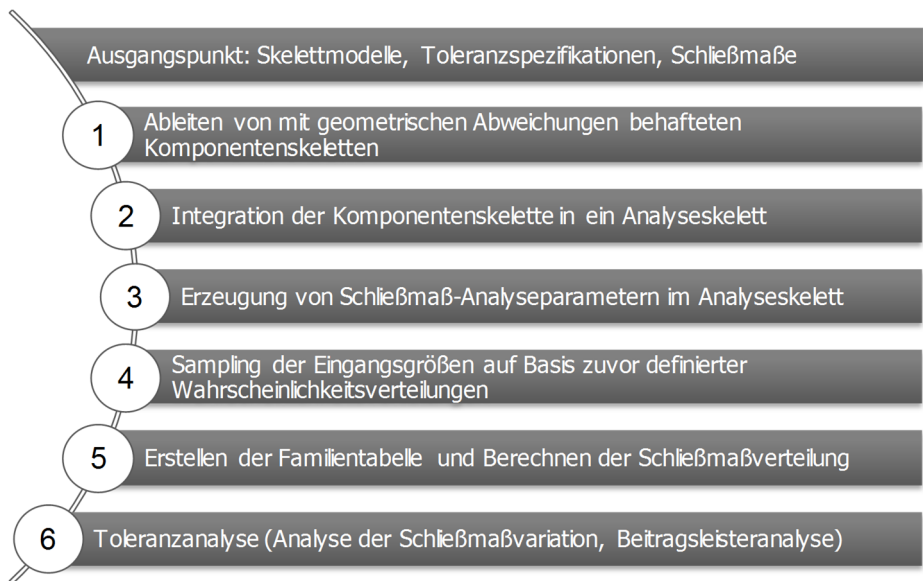 Ausgangspunkt: Skelettmodelle, Toleranzspezifikationen, Schließmaße
1
Ableiten von mit geometrischen Abweichungen behafteten
Komponentenskeletten
2
Integration der Komponentenskelette in ein Analyseskelett
3
Erzeugung von Schließmaß-Analyseparametern im Analyseskelett
4
Sampling der Eingangsgrößen auf Basis zuvor definierter
Wahrscheinlichkeitsverteilungen
5
Erstellen der Familientabelle und Berechnen der Schließmaßverteilung
6
Toleranzanalyse (Analyse der Schließmaßvariation, Beitragsleisteranalyse)